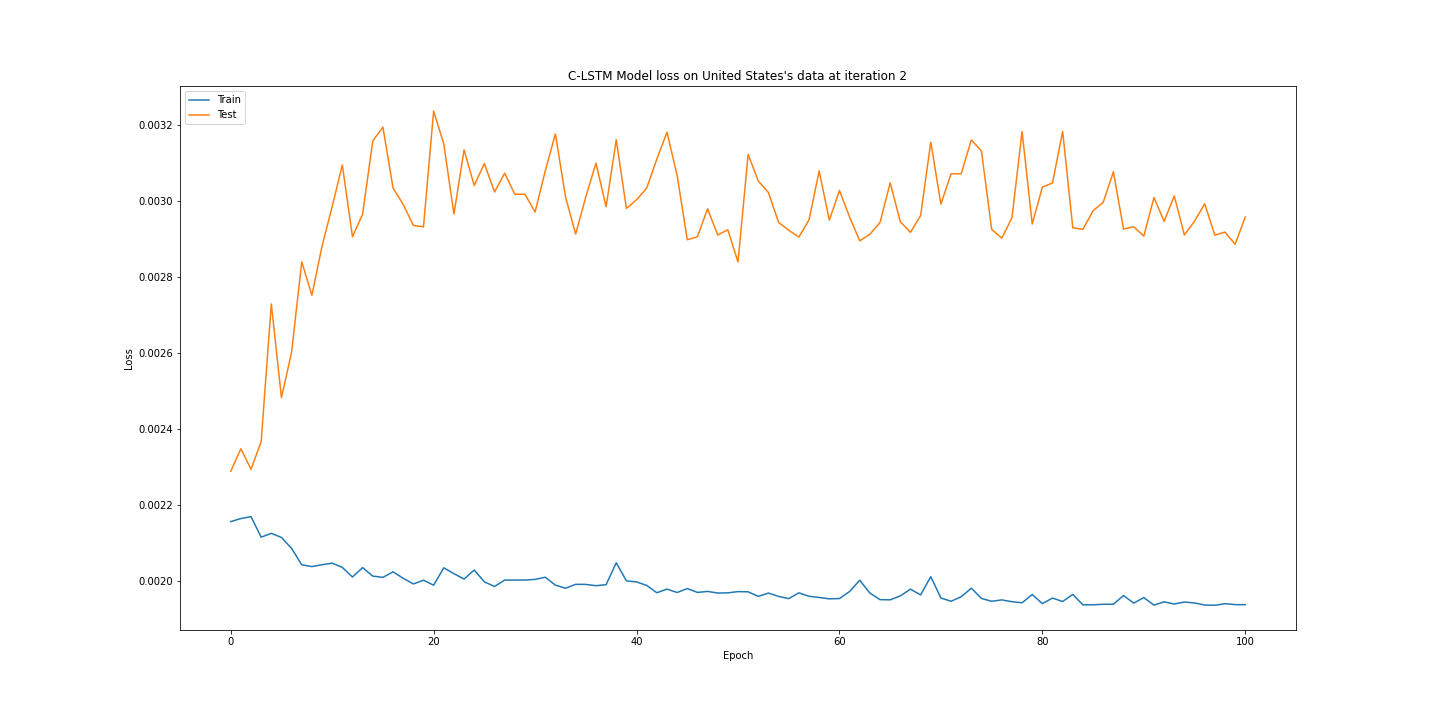 C-LSTM Model loss on United States's data at iteration 2
Train
Test
0.0032
0.0030
0.0028
0.0026
0.0024
0.0022
0.0020
Loss
0 20 40 60 80 100
Epoch